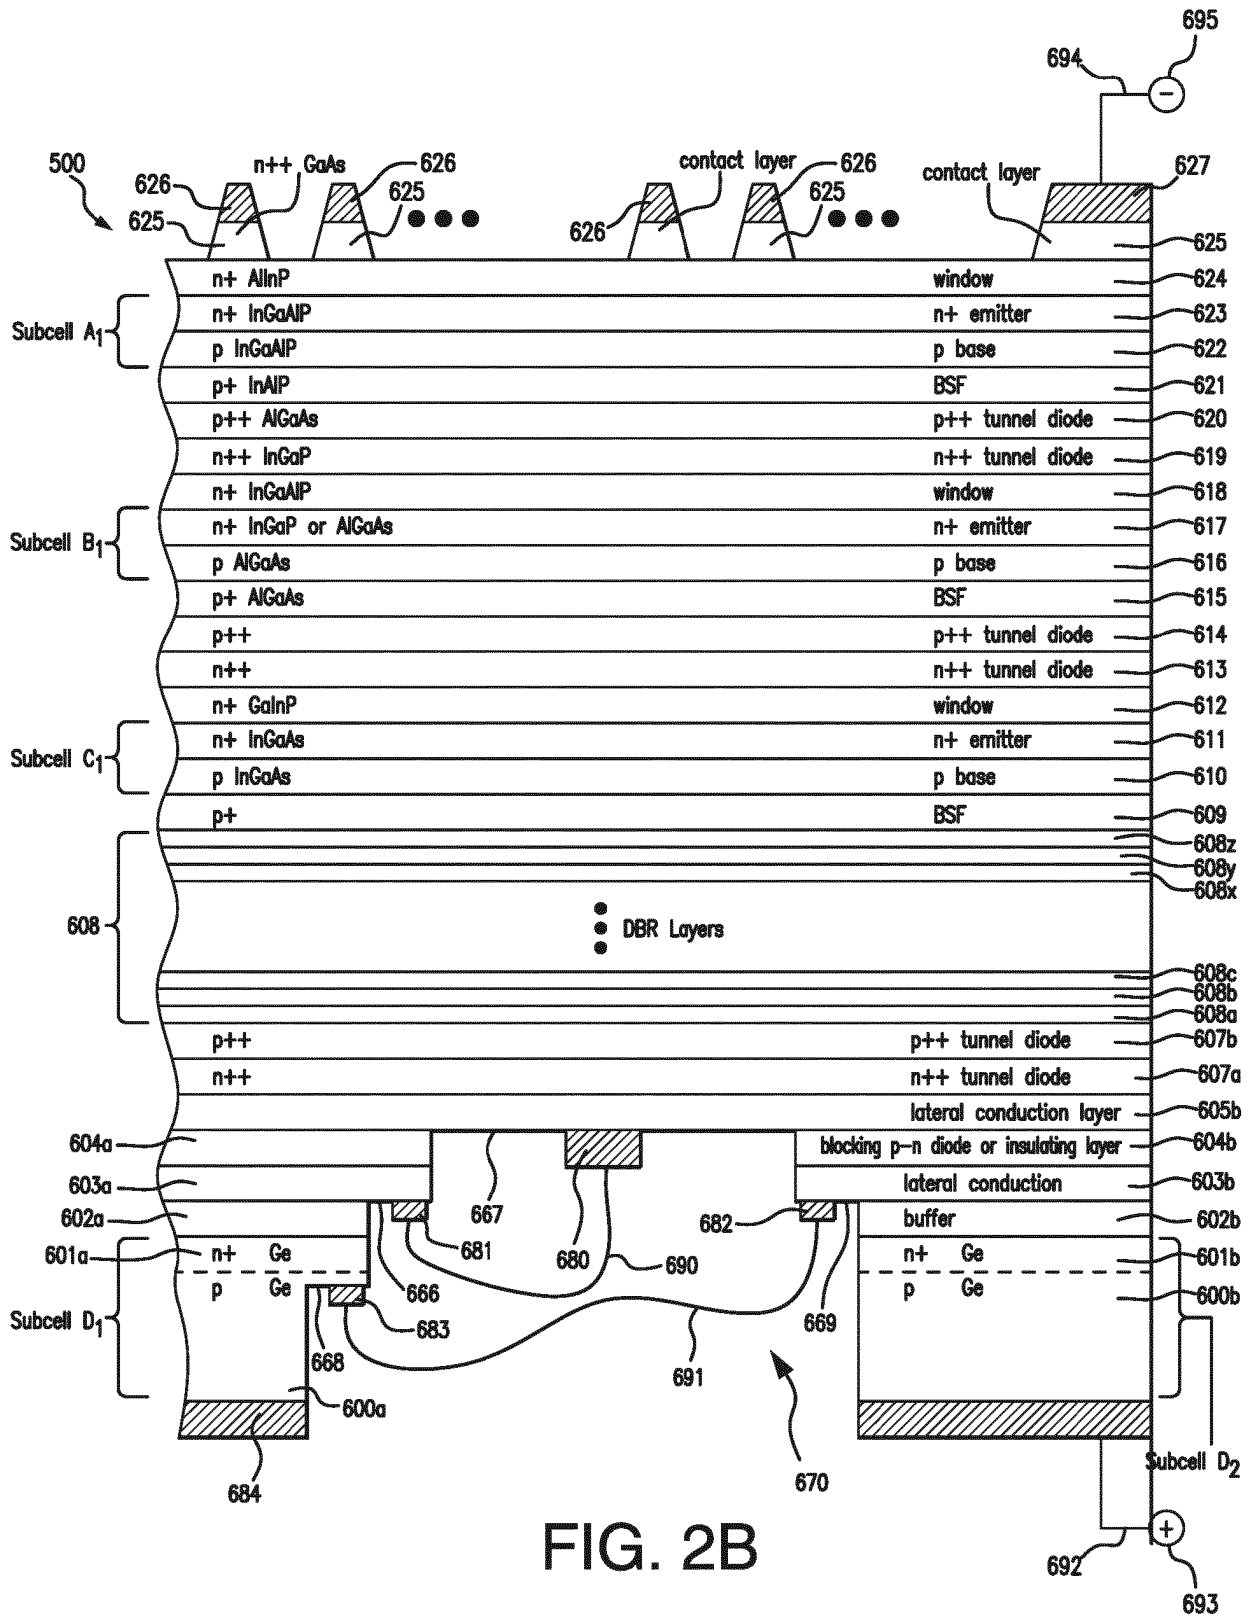 695
694
−
500
n++ GaAs
626
626
625
625
contact layer
626
626
625
contact layer
627
625
n+ AlInP window 624
Subcell A1
n+ InGaAlP n+ emitter 623
p InGaAlP p base 622
p+ InAlP BSF 621
p++ AlGaAs p++ tunnel diode 620
n++ InGaP n++ tunnel diode 619
n+ InGaAlP window 618
Subcell B1
n+ InGaP or AlGaAs n+ emitter 617
p AlGaAs p base 616
p+ AlGaAs BSF 615
p++ p++ tunnel diode 614
n++ n++ tunnel diode 613
n+ GaInP window 612
Subcell C1
n+ InGaAs n+ emitter 611
p InGaAs p base 610
p+ BSF 609
608z
608y
608x
608
DBR Layers
608c
608b
608a
p++ p++ tunnel diode 607b
n++ n++ tunnel diode 607a
lateral conduction layer 605b
604a blocking p-n diode or insulating layer 604b
603a lateral conduction 603b
602a 667 682 buffer 602b
601a n+ Ge 681 680 690 n+ Ge 601b
p Ge 666 p Ge 600b
Subcell D1
683
669
668
691
600a
684
670
Subcell D2
692
+
693
FIG. 2B